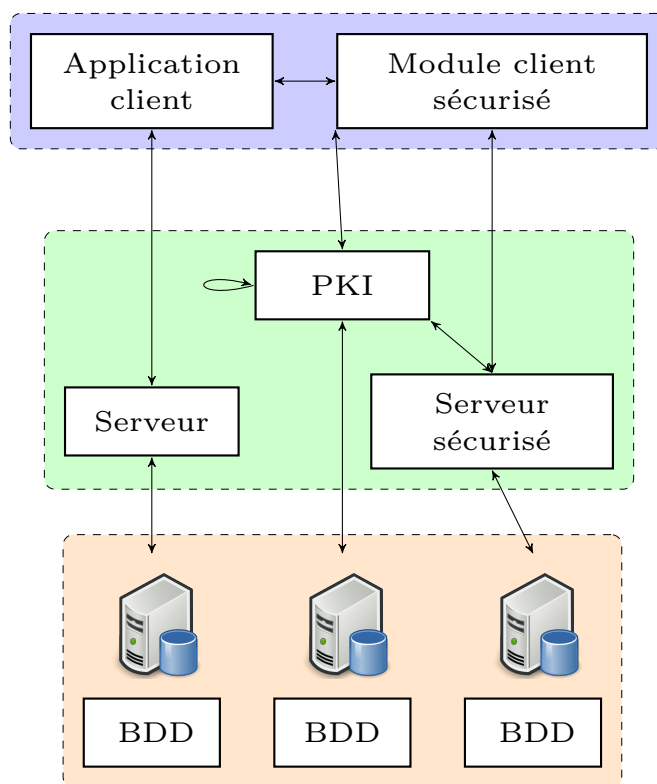 Application
client
Module client
sécurisé
PKI
Serveur
Serveur
sécurisé
BDD
BDD
BDD